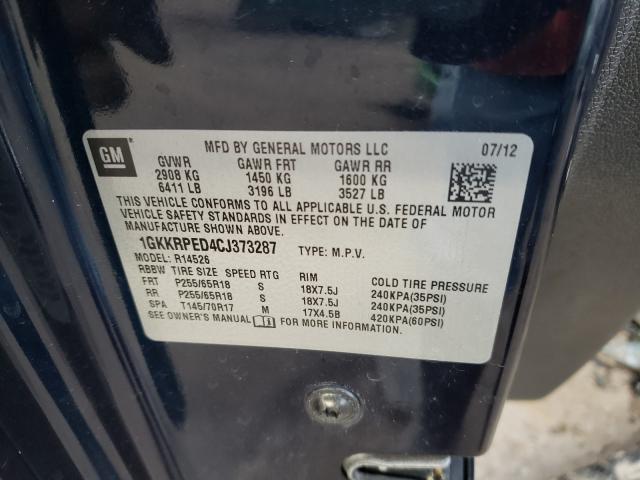 GM
MFD BY GENERAL MOTORS LLC 07/12
GVWR GAWR FRT GAWR RR
2908 KG 1450 KG 1600 KG
6411 LB 3196 LB 3527 LB
THIS VEHICLE CONFORMS TO ALL APPLICABLE U.S. FEDERAL MOTOR
VEHICLE SAFETY STANDARDS IN EFFECT ON THE DATE OF
MANUFACTURE SHOWN ABOVE.
1GKKRPED4CJ373287 TYPE: M.P.V.
MODEL: R14526
RBBW TIRE SIZE SPEED RTG RIM COLD TIRE PRESSURE
FRT P255/65R18 S 18X7.5J 240KPA(35PSI)
RR P255/65R18 S 18X7.5J 240KPA(35PSI)
SPA T145/70R17 M 17X4.5B 420KPA(60PSI)
SEE OWNER'S MANUAL FOR MORE INFORMATION.